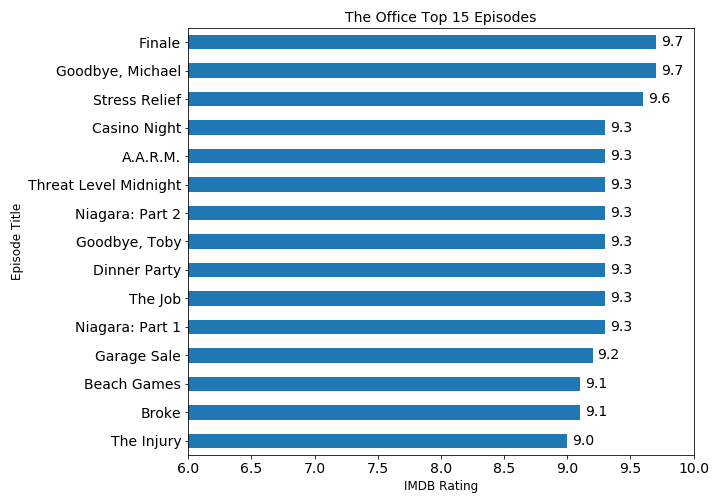 The Office Top 15 Episodes
Finale 9.7
Goodbye, Michael 9.7
Stress Relief 9.6
Casino Night 9.3
A.A.R.M. 9.3
Threat Level Midnight 9.3
Niagara: Part 2 9.3
Goodbye, Toby 9.3
Dinner Party 9.3
The Job 9.3
Niagara: Part 1 9.3
Garage Sale 9.2
Beach Games 9.1
Broke 9.1
The Injury 9.0
Episode Title
6.0 6.5 7.0 7.5 8.0 8.5 9.0 9.5 10.0
IMDB Rating